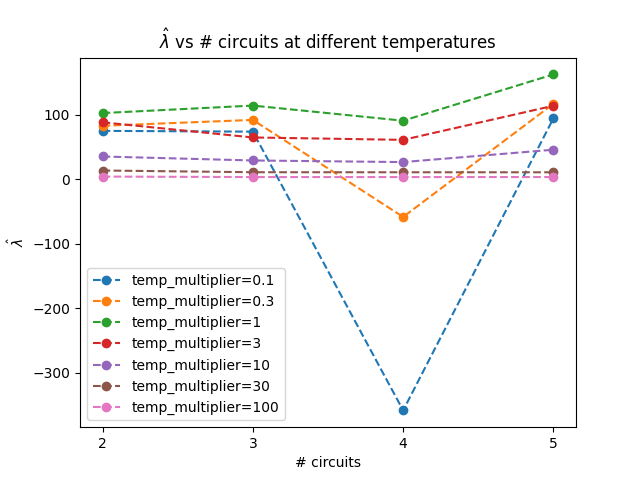 λ̂ vs # circuits at different temperatures
100
0
−100
−200
−300
λ̂
temp_multiplier=0.1
temp_multiplier=0.3
temp_multiplier=1
temp_multiplier=3
temp_multiplier=10
temp_multiplier=30
temp_multiplier=100
2 3 4 5
# circuits